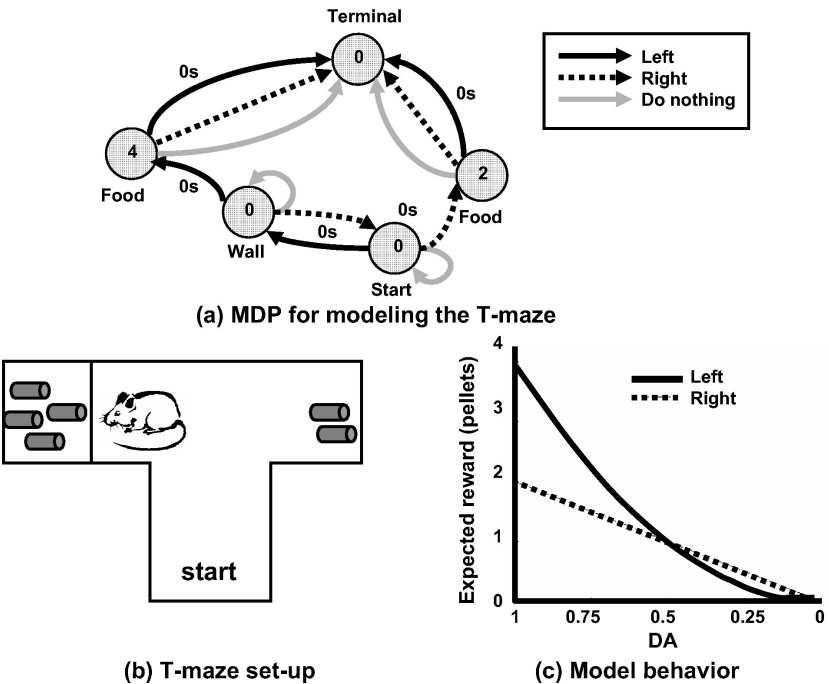 Terminal
0
0s
Left
Right
Do nothing
0s
4
2
Food
0s
0
0s
Food
Wall
0s
0
Start
(a) MDP for modeling the T-maze
start
(b) T-maze set-up
Expected reward (pellets)
4
3
2
1
0
Left
Right
1 0.75 0.5 0.25 0
DA
(c) Model behavior